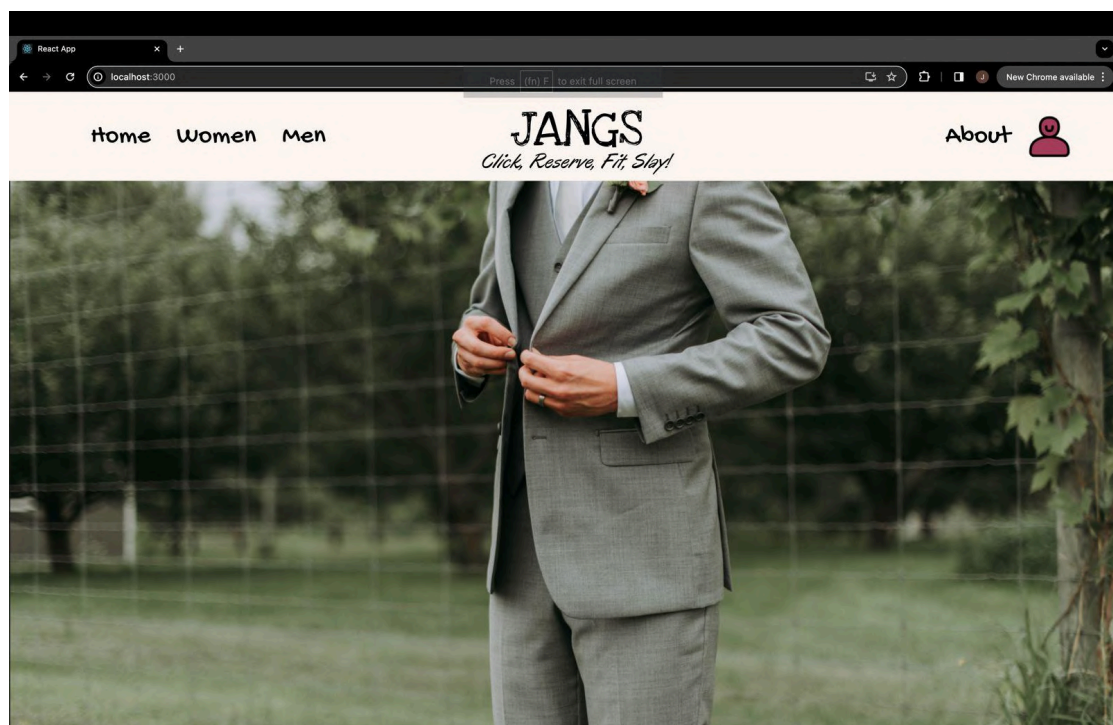 React App
localhost:3000
New Chrome available
Press (fn) F to exit full screen
Home Women Men
JANGS
Click, Reserve, Fit, Slay!
About
J